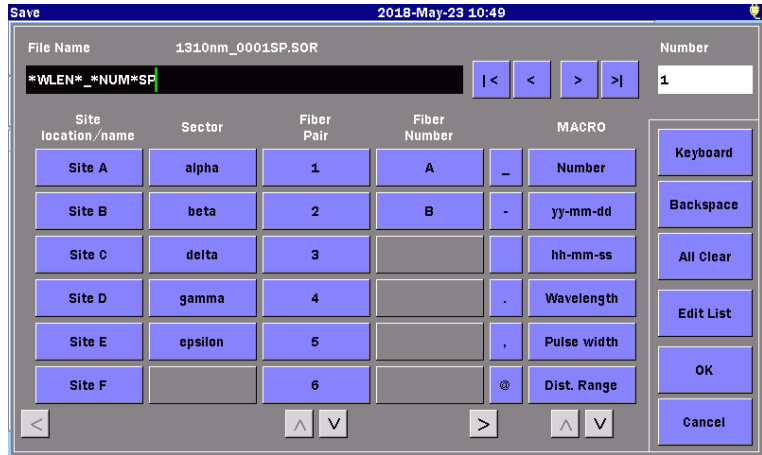 Save 2018-May-23 10:49
File Name 1310nm_0001SP.SOR Number
*WLEN*_*NUM*SP |< < > >| 1
Site location/name Sector Fiber Pair Fiber Number MACRO
Site A alpha 1 A _ Number Keyboard
Site B beta 2 B - yy-mm-dd Backspace
Site C delta 3 hh-mm-ss All Clear
Site D gamma 4 . Wavelength Edit List
Site E epsilon 5 , Pulse width
Site F 6 @ Dist. Range OK
< ᐱ ᐯ > ᐱ ᐯ Cancel